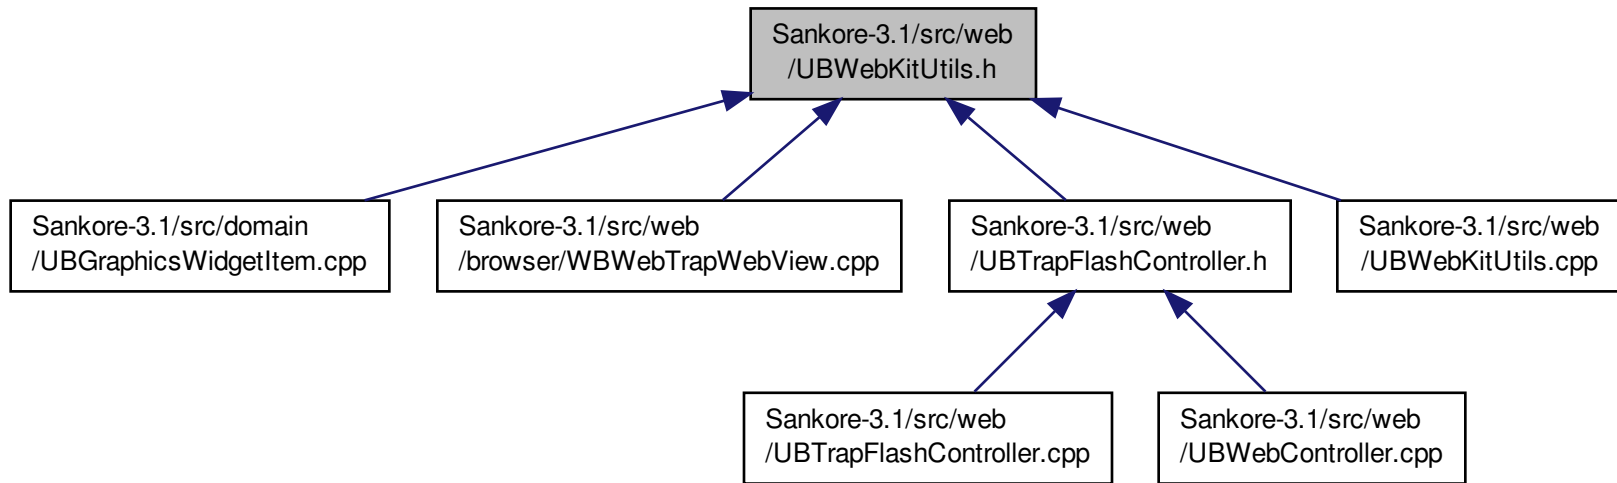 Sankore-3.1/src/web
/UBWebKitUtils.h
Sankore-3.1/src/domain
/UBGraphicsWidgetItem.cpp
Sankore-3.1/src/web
/browser/WBWebTrapWebView.cpp
Sankore-3.1/src/web
/UBTrapFlashController.h
Sankore-3.1/src/web
/UBWebKitUtils.cpp
Sankore-3.1/src/web
/UBTrapFlashController.cpp
Sankore-3.1/src/web
/UBWebController.cpp